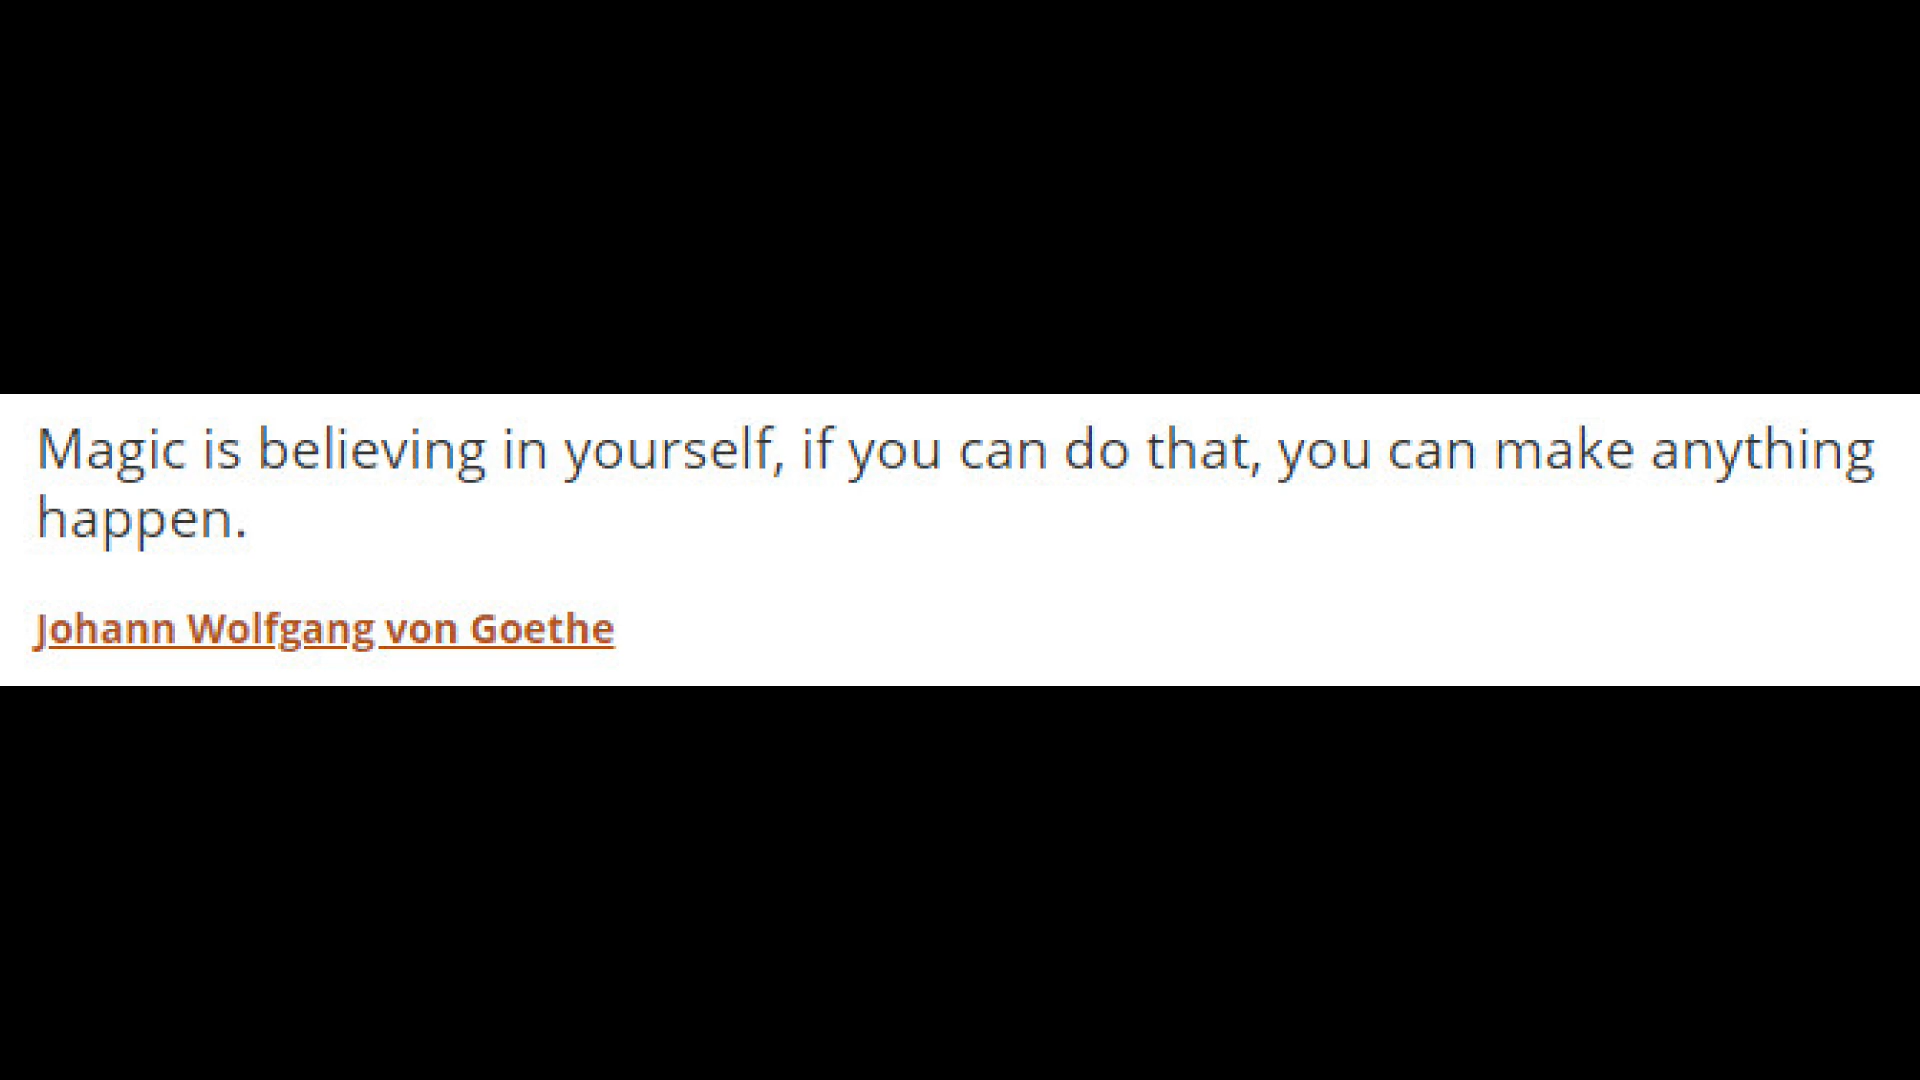 Magic is believing in yourself, if you can do that, you can make anything
happen.
Johann Wolfgang von Goethe